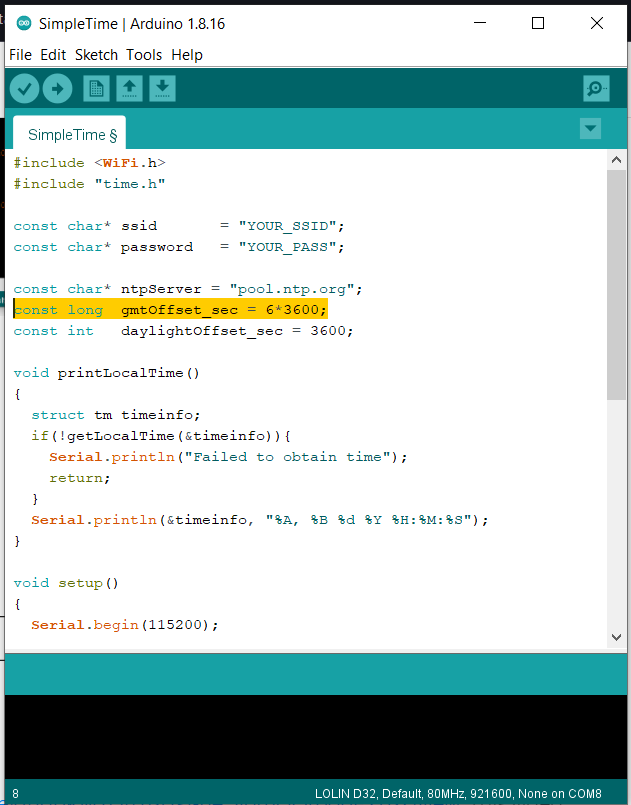 SimpleTime | Arduino 1.8.16
File Edit Sketch Tools Help
SimpleTime §
#include <WiFi.h>
#include "time.h"
const char* ssid       = "YOUR_SSID";
const char* password   = "YOUR_PASS";
const char* ntpServer = "pool.ntp.org";
const long  gmtOffset_sec = 6*3600;
const int   daylightOffset_sec = 3600;
void printLocalTime()
{
  struct tm timeinfo;
  if(!getLocalTime(&timeinfo)){
    Serial.println("Failed to obtain time");
    return;
  }
  Serial.println(&timeinfo, "%A, %B %d %Y %H:%M:%S");
}
void setup()
{
  Serial.begin(115200);
8
LOLIN D32, Default, 80MHz, 921600, None on COM8